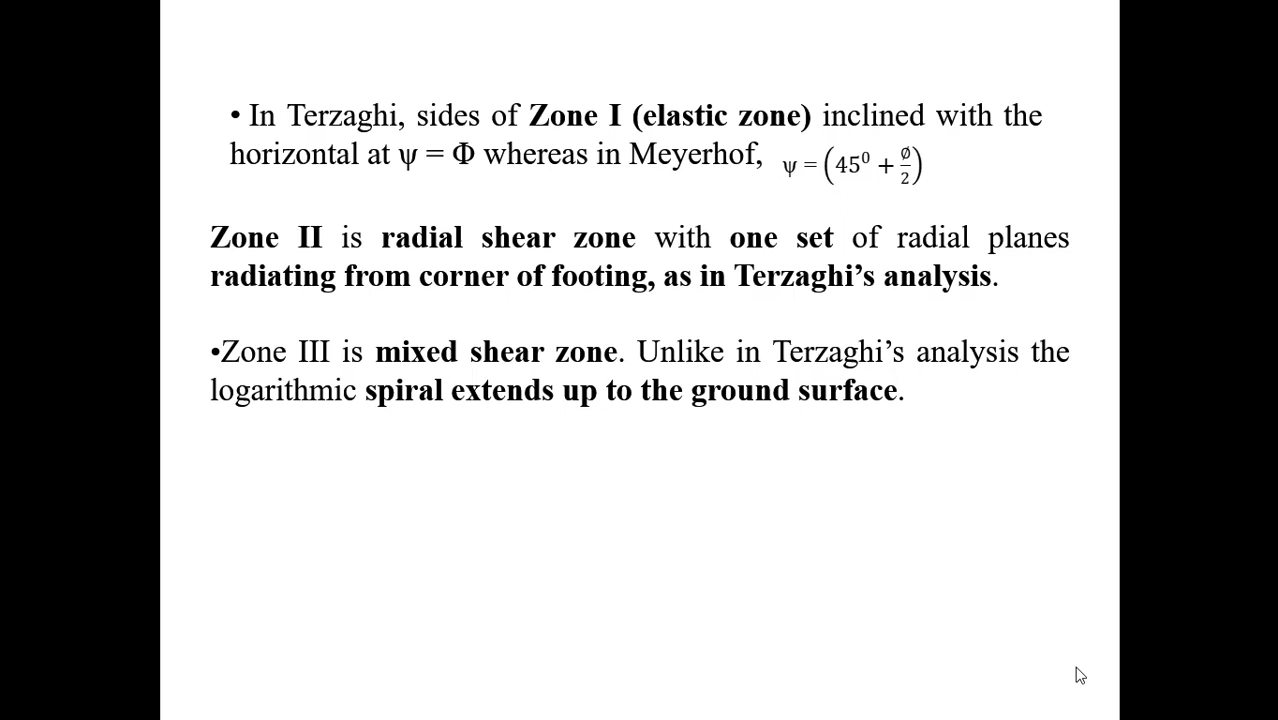 • In Terzaghi, sides of Zone I (elastic zone) inclined with the
horizontal at ψ = Φ whereas in Meyerhof, ψ = (45⁰ + ∅/2)
Zone II is radial shear zone with one set of radial planes
radiating from corner of footing, as in Terzaghi’s analysis.
•Zone III is mixed shear zone. Unlike in Terzaghi’s analysis the
logarithmic spiral extends up to the ground surface.